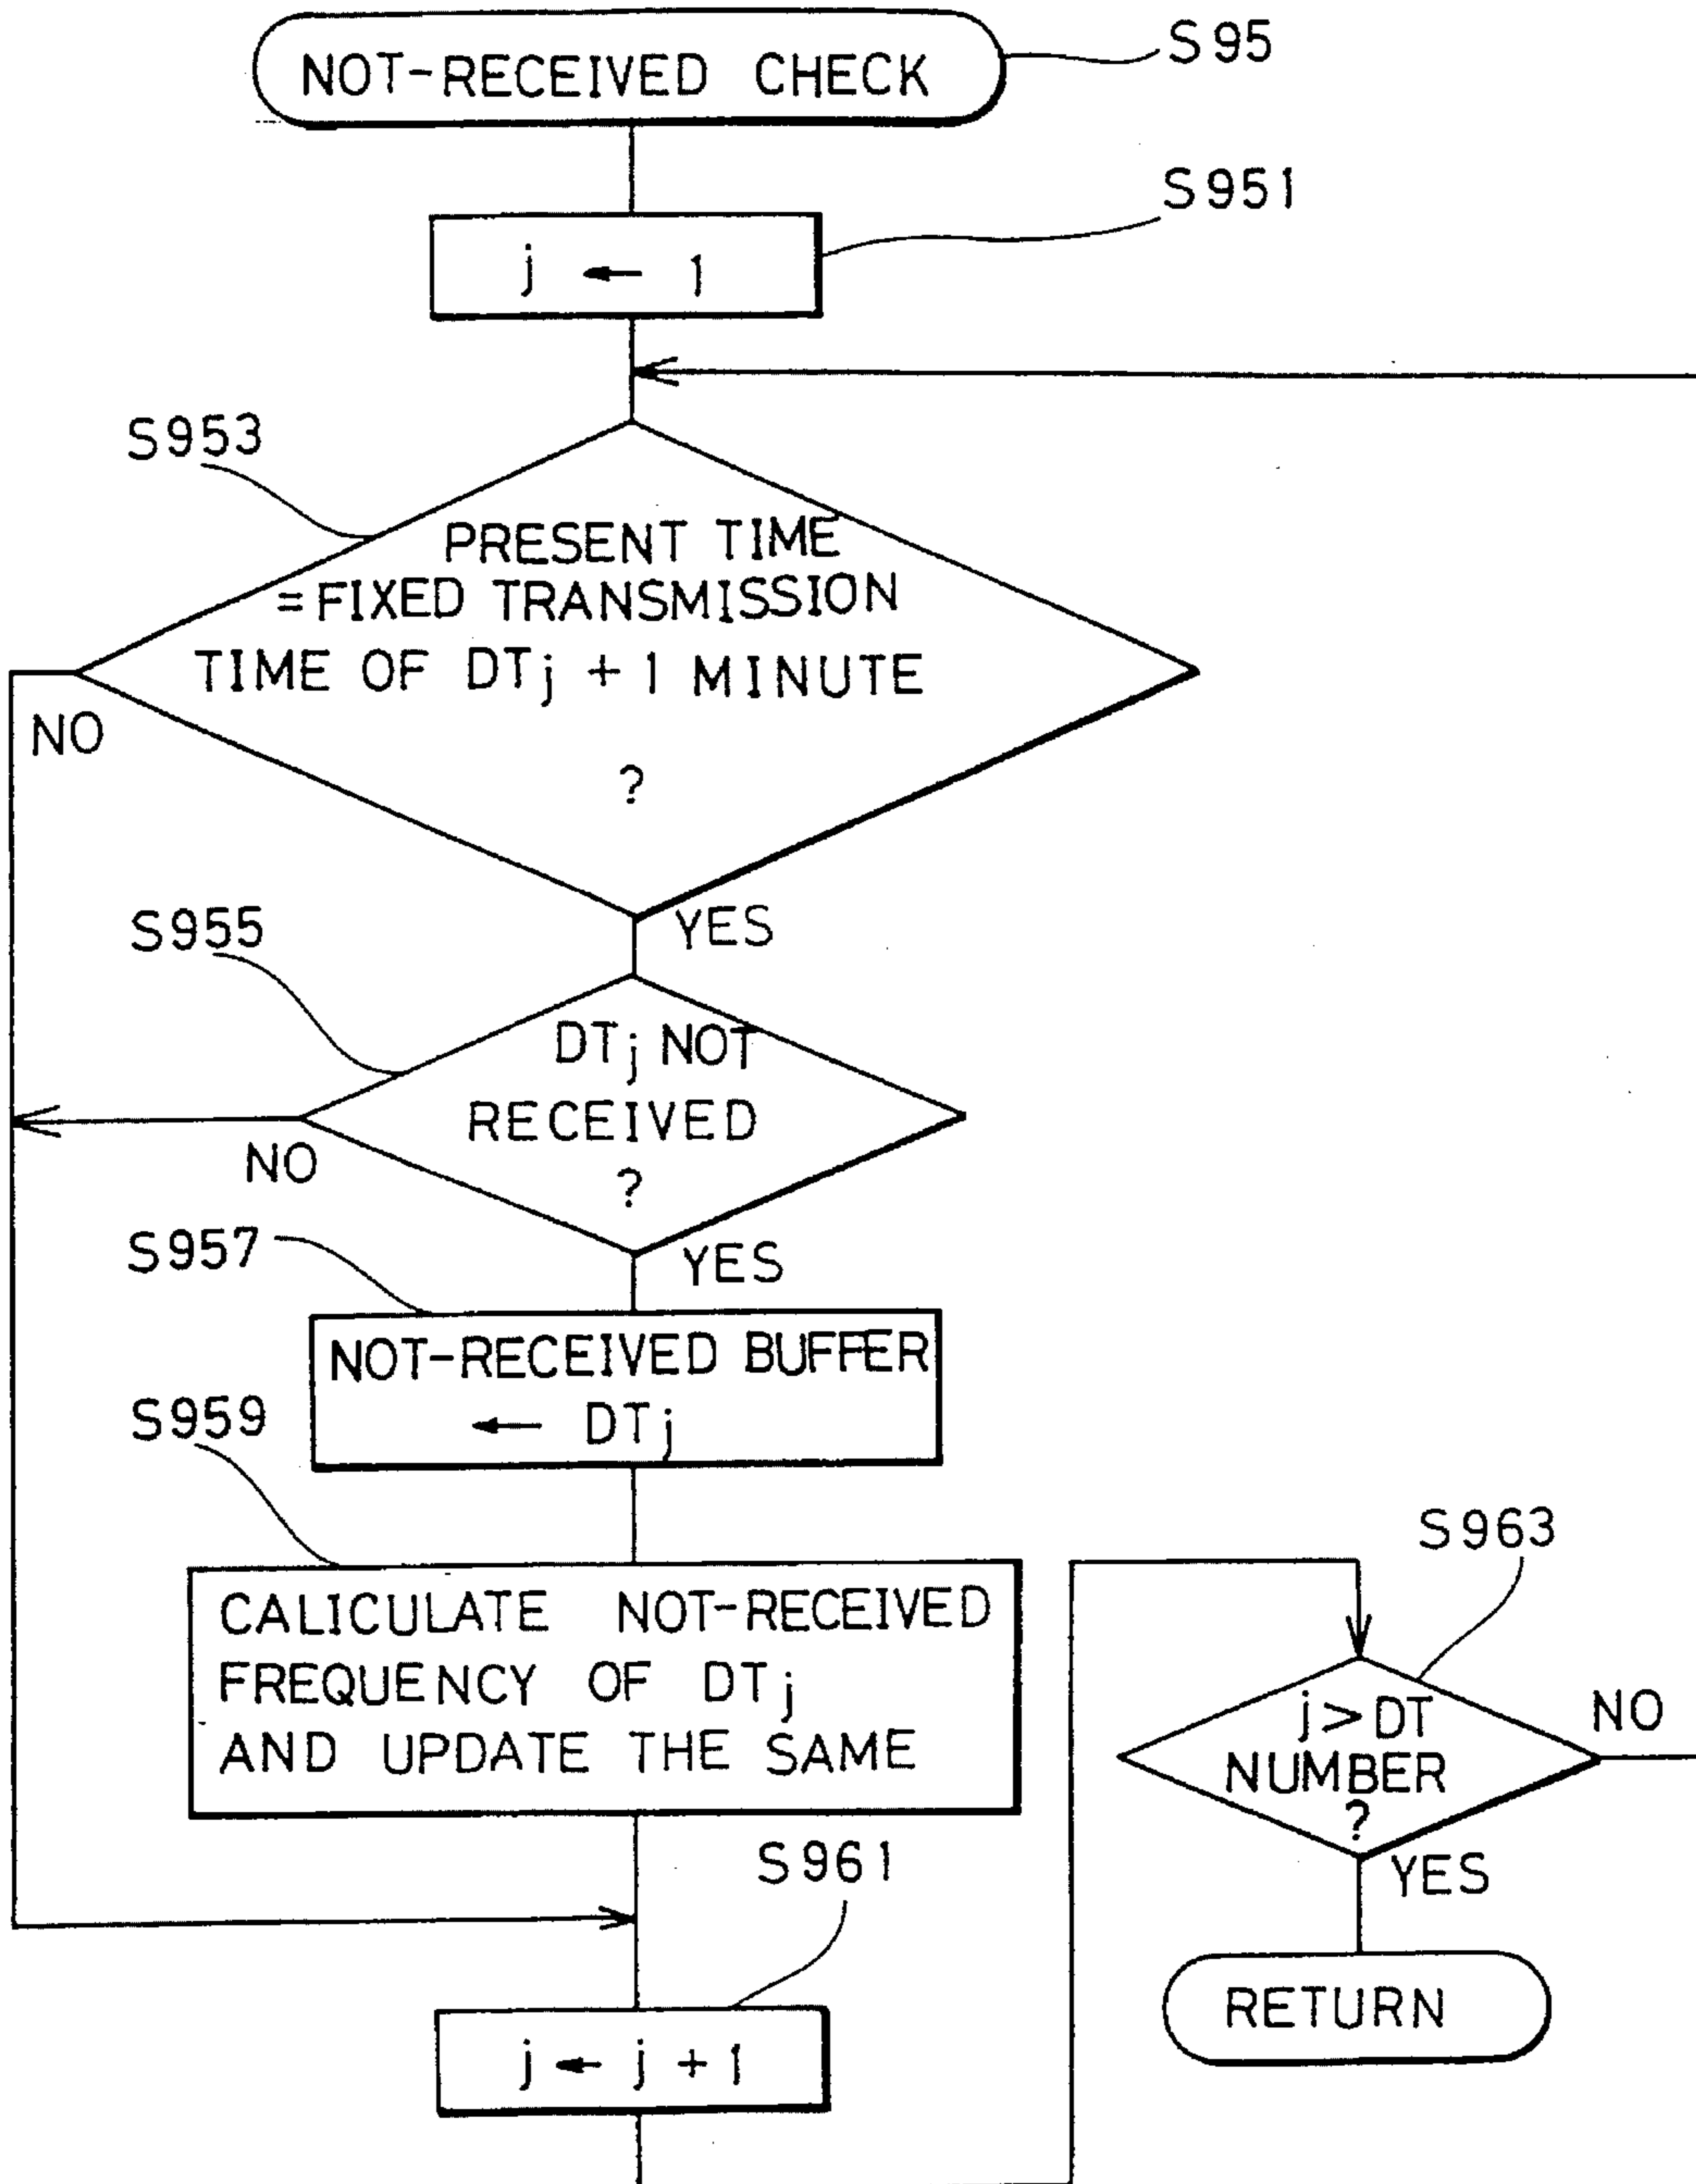 NOT-RECEIVED CHECK
S95
S951
j ← 1
S953
PRESENT TIME
=FIXED TRANSMISSION
TIME OF DTj + 1 MINUTE
?
NO
YES
S955
DTj NOT
RECEIVED
?
NO
YES
S957
NOT-RECEIVED BUFFER
← DTj
S959
CALICULATE NOT-RECEIVED
FREQUENCY OF DTj
AND UPDATE THE SAME
S961
j ← j + 1
S963
j > DT
NUMBER
?
NO
YES
RETURN